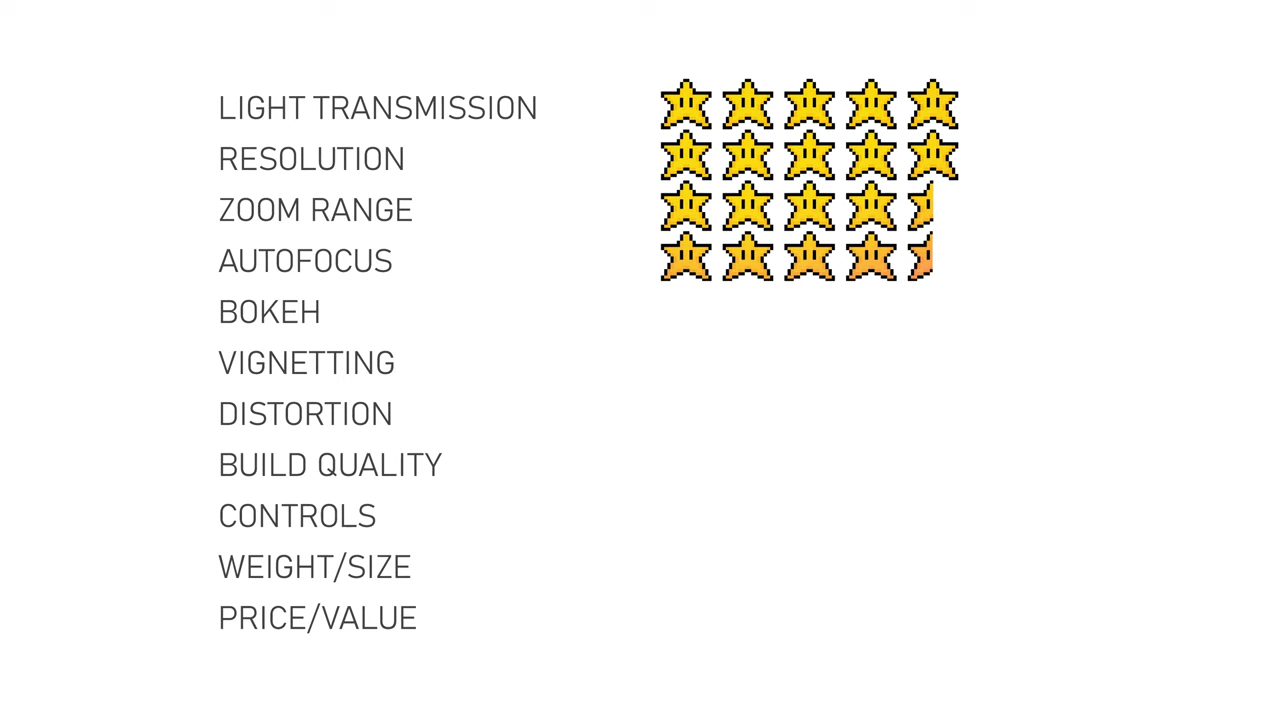 LIGHT TRANSMISSION
RESOLUTION
ZOOM RANGE
AUTOFOCUS
BOKEH
VIGNETTING
DISTORTION
BUILD QUALITY
CONTROLS
WEIGHT/SIZE
PRICE/VALUE